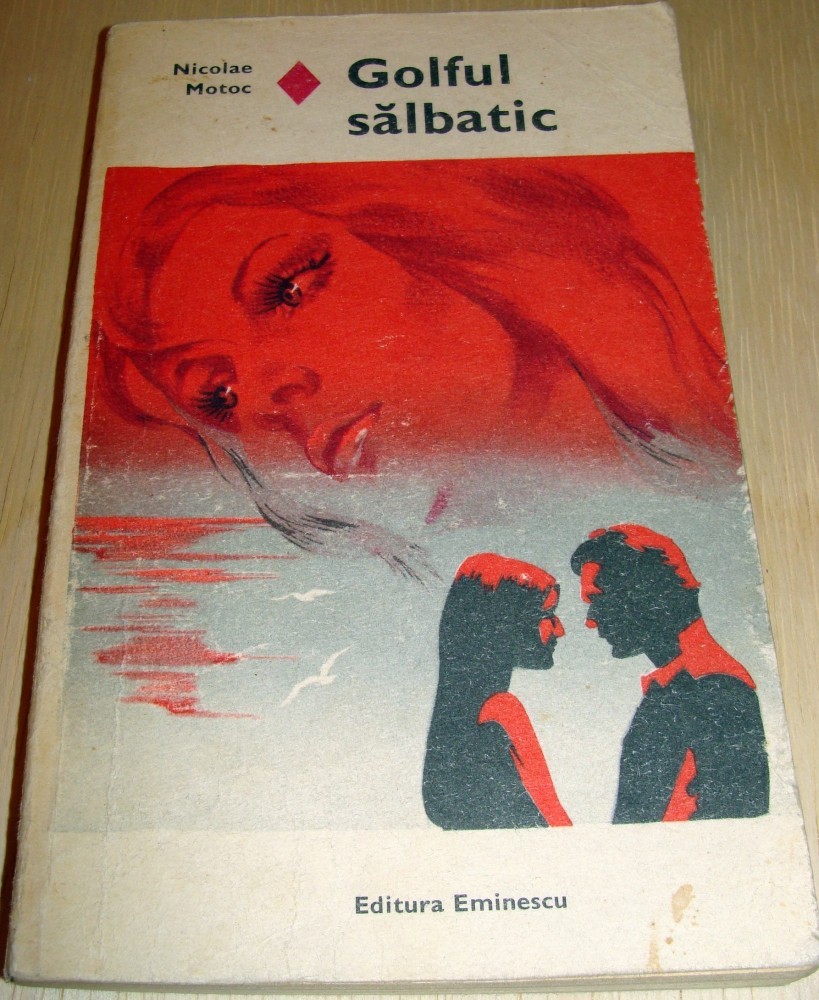 Nicolae
Motoc
Golful
sălbatic
Editura Eminescu